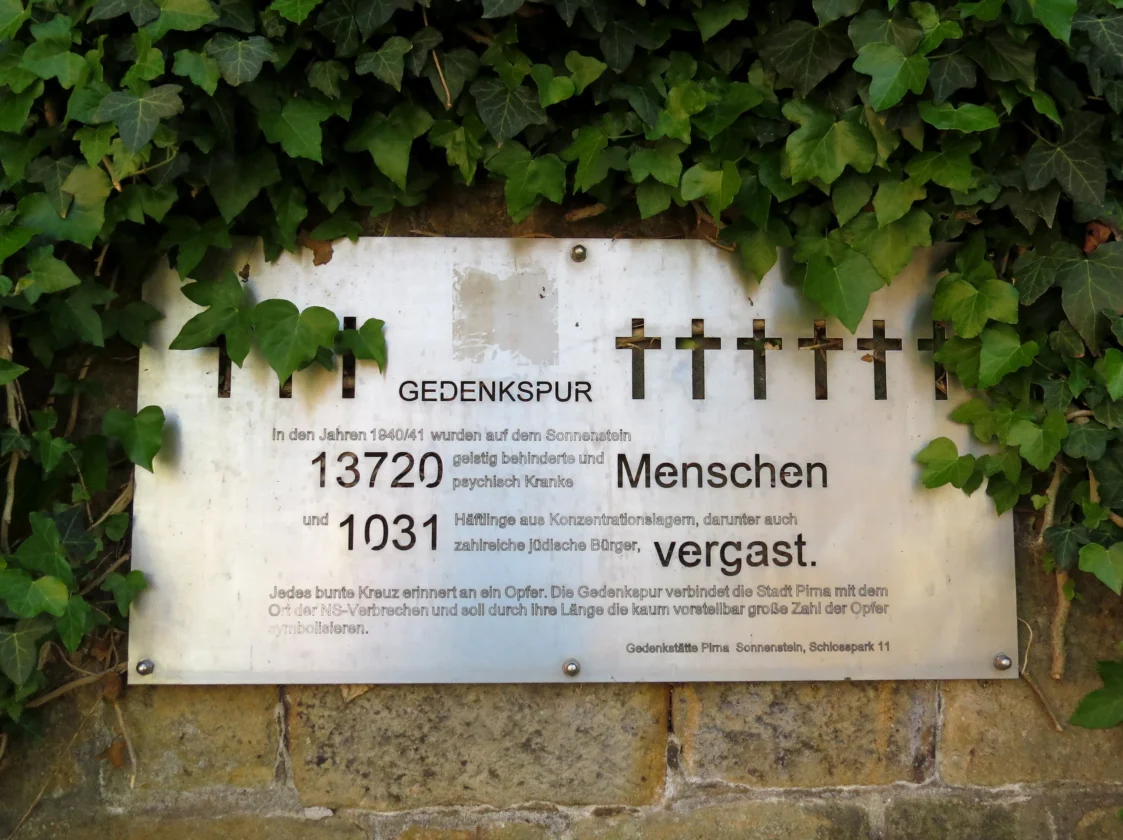 GEDENKSPUR
In den Jahren 1940/41 wurden auf dem Sonnenstein
13720 geistig behinderte und psychisch Kranke Menschen
und 1031 Häftlinge aus Konzentrationslagern, darunter auch zahlreiche jüdische Bürger, vergast.
Jedes bunte Kreuz erinnert an ein Opfer. Die Gedenkspur verbindet die Stadt Pirna mit dem
Ort der NS-Verbrechen und soll durch ihre Länge die kaum vorstellbar große Zahl der Opfer
symbolisieren.
Gedenkstätte Pirna Sonnenstein, Schlosspark 11